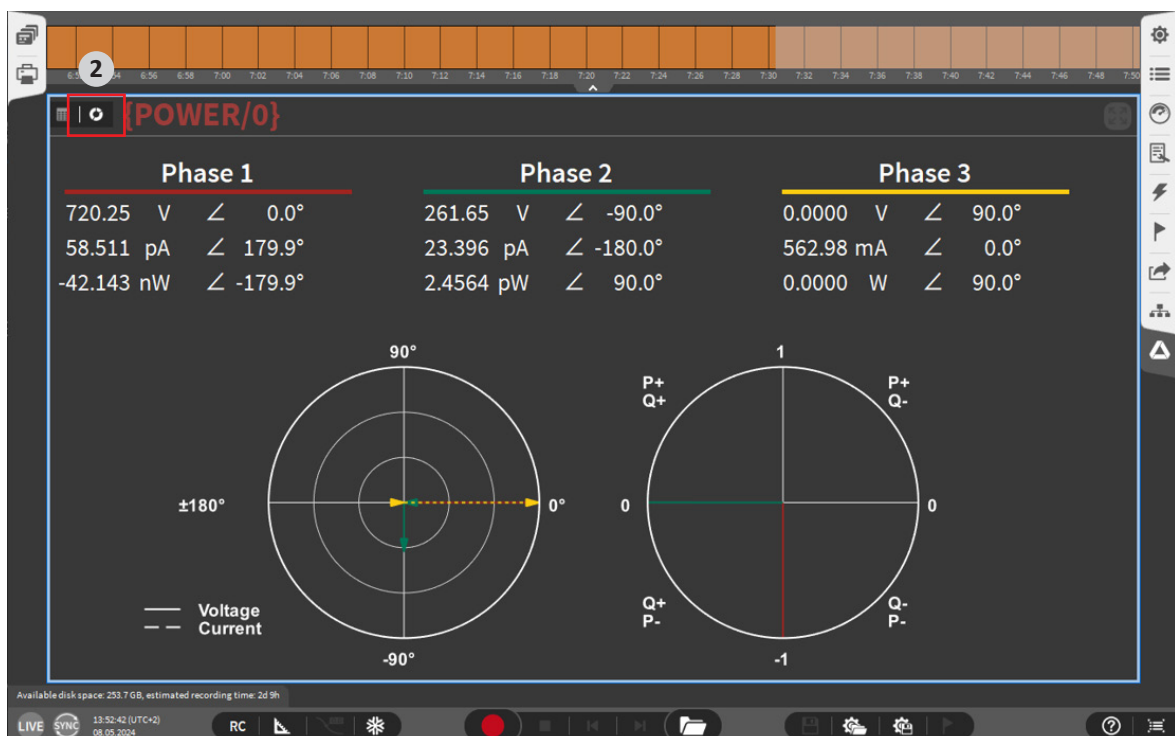 6:56 6:58 7:00 7:02 7:04 7:06 7:08 7:10 7:12 7:14 7:16 7:18 7:20 7:22 7:24 7:26 7:28 7:30 7:32 7:34 7:36 7:38 7:40 7:42 7:44 7:46 7:48 7:50
2
{POWER/0}
Phase 1 Phase 2 Phase 3
720.25 V ∠ 0.0° 261.65 V ∠ -90.0° 0.0000 V ∠ 90.0°
58.511 pA ∠ 179.9° 23.396 pA ∠ -180.0° 562.98 mA ∠ 0.0°
-42.143 nW ∠ -179.9° 2.4564 pW ∠ 90.0° 0.0000 W ∠ 90.0°
90° 1
P+ P+
Q+ Q-
±180° 0° 0 0
Q+ Q-
P- P-
Voltage
Current
-90° -1
Available disk space: 253.7 GB, estimated recording time: 2d 9h
LIVE SYNC 13:52:42 (UTC+2) RC
08.05.2024